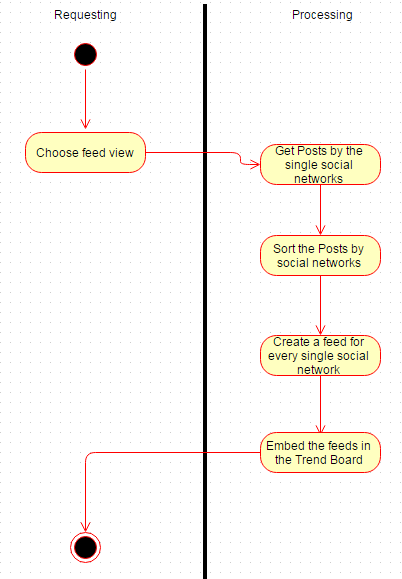 Requesting
Processing
Choose feed view
Get Posts by the
single social
networks
Sort the Posts by
social networks
Create a feed for
every single social
network
Embed the feeds in
the Trend Board